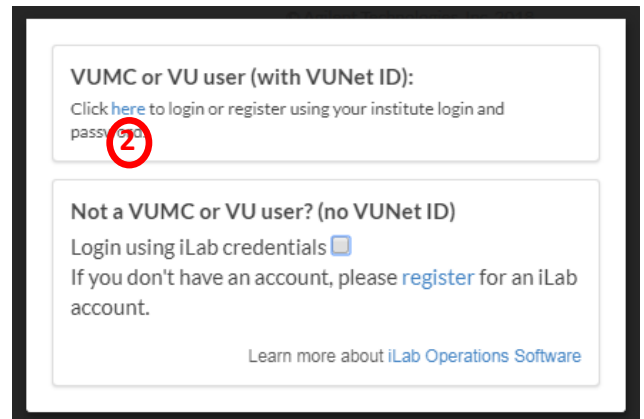 VUMC or VU user (with VUNet ID):
Click here to login or register using your institute login and
password.
2
Not a VUMC or VU user? (no VUNet ID)
Login using iLab credentials
If you don't have an account, please register for an iLab
account.
Learn more about iLab Operations Software